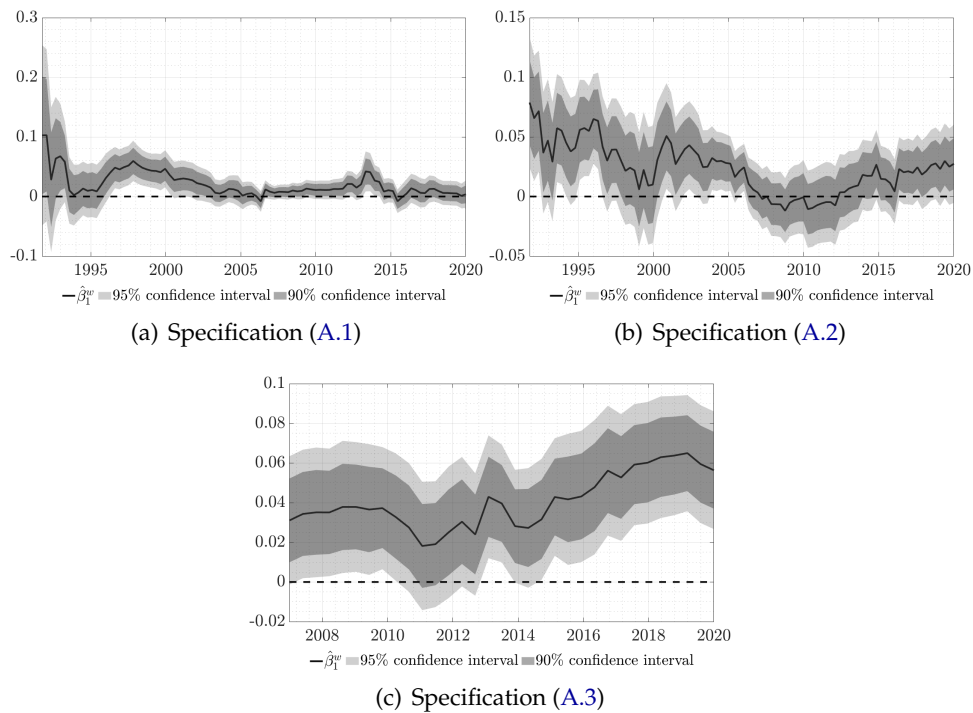 0.3
0.2
0.1
0
-0.1
1995 2000 2005 2010 2015 2020
β̂₁ʷ 95% confidence interval 90% confidence interval
(a) Specification (A.1)
0.15
0.1
0.05
0
-0.05
1995 2000 2005 2010 2015 2020
β̂₁ʷ 95% confidence interval 90% confidence interval
(b) Specification (A.2)
0.1
0.08
0.06
0.04
0.02
0
-0.02
2008 2010 2012 2014 2016 2018 2020
β̂₁ʷ 95% confidence interval 90% confidence interval
(c) Specification (A.3)